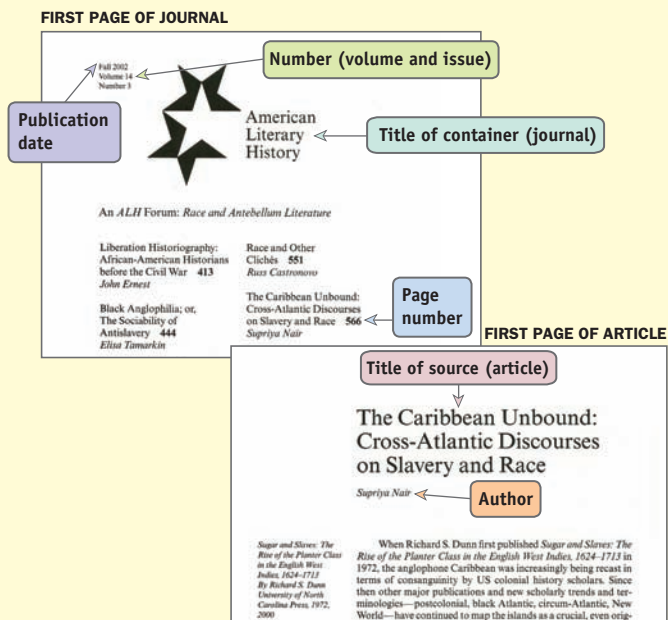 FIRST PAGE OF JOURNAL
Fall 2002
Volume 14
Number 3
Number (volume and issue)
Publication
date
American
Literary
History
Title of container (journal)
An ALH Forum: Race and Antebellum Literature
Liberation Historiography:
African-American Historians
before the Civil War 413
John Ernest
Black Anglophilia; or,
The Sociability of
Antislavery 444
Elisa Tamarkin
Race and Other
Clichés 551
Russ Castronovo
The Caribbean Unbound:
Cross-Atlantic Discourses
on Slavery and Race 566
Supriya Nair
Page
number
FIRST PAGE OF ARTICLE
Title of source (article)
The Caribbean Unbound:
Cross-Atlantic Discourses
on Slavery and Race
Supriya Nair
Author
Sugar and Slaves: The
Rise of the Planter Class
in the English West
Indies, 1624–1713
By Richard S. Dunn
University of North
Carolina Press, 1972,
2000
When Richard S. Dunn first published Sugar and Slaves: The
Rise of the Planter Class in the English West Indies, 1624–1713 in
1972, the anglophone Caribbean was increasingly being recast in
terms of consanguinity by US colonial history scholars. Since
then other major publications and new scholarly trends and ter-
minologies—postcolonial, black Atlantic, circum-Atlantic, New
World—have continued to map the islands as a crucial, even orig-